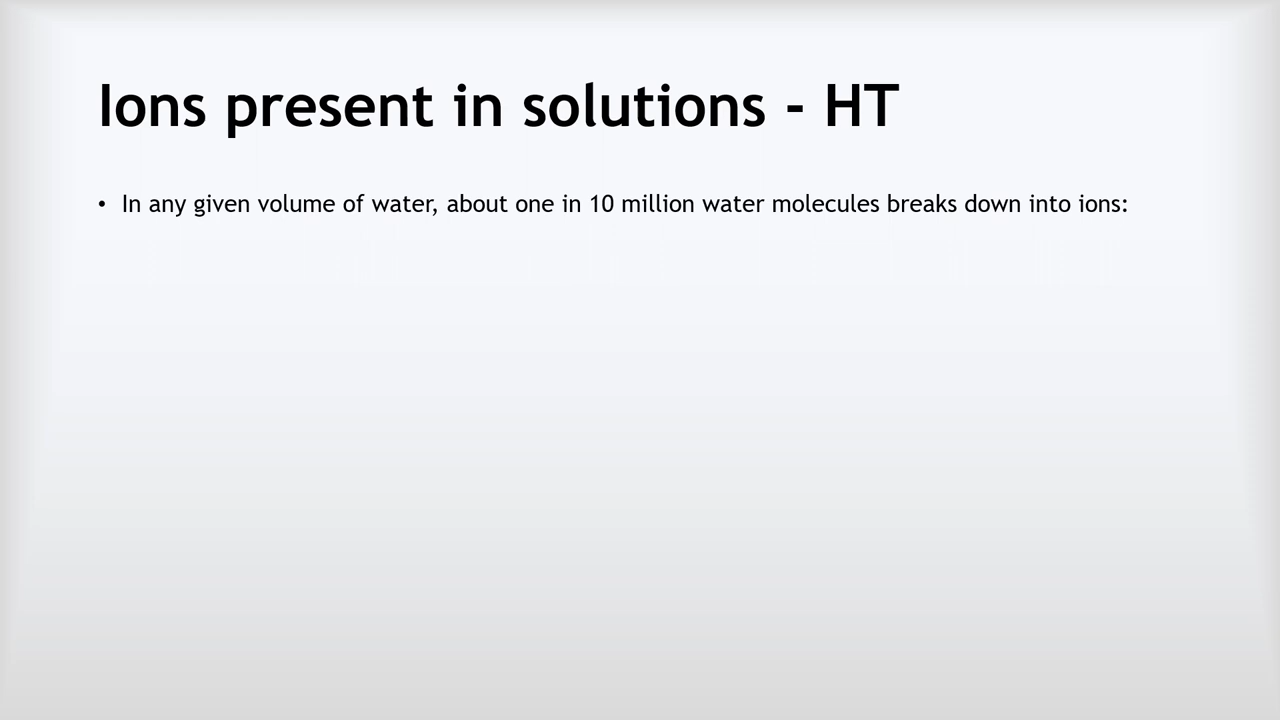 Ions present in solutions - HT
• In any given volume of water, about one in 10 million water molecules breaks down into ions: